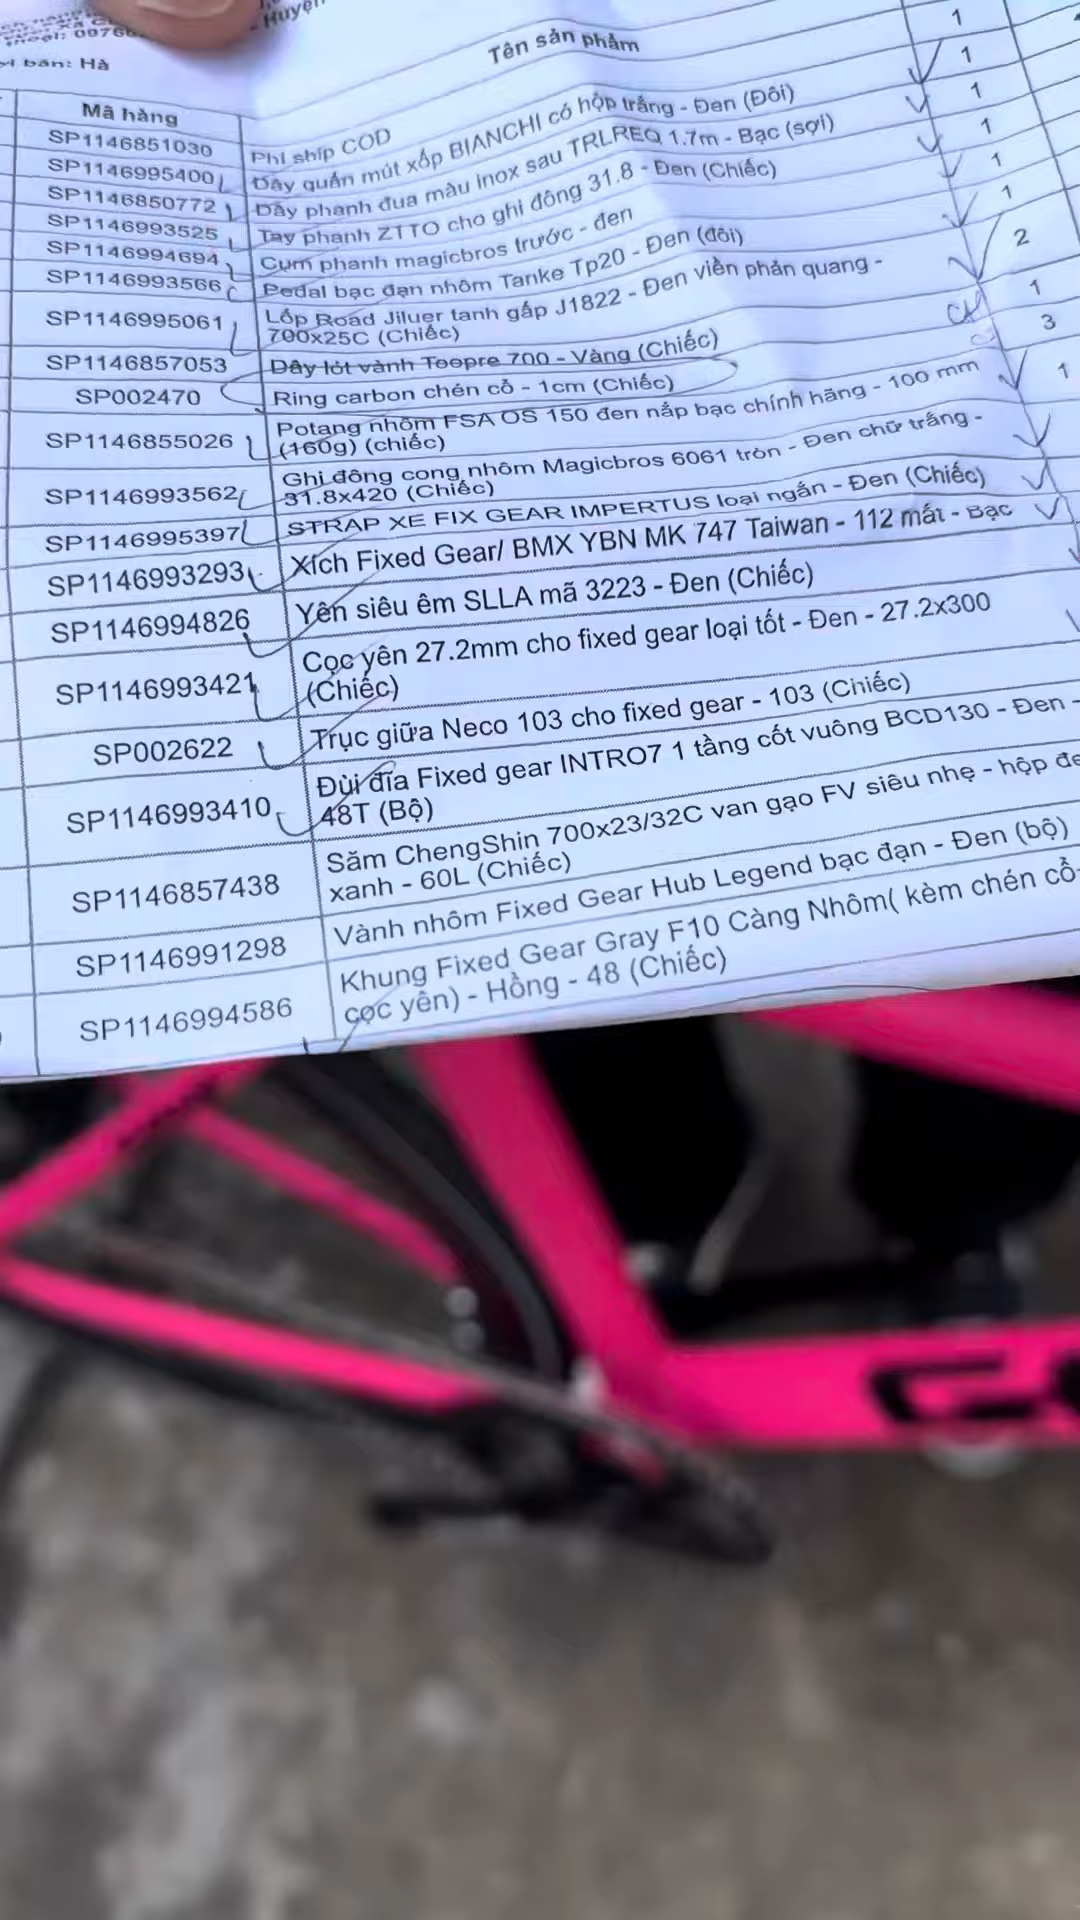 Huyện
bán: Hà
Mã hàng
Tên sản phẩm
1
SP1146851030
Phí ship COD
1
SP1146995400
Dây quấn mút xốp BIANCHI có hộp trắng - Đen (Đôi)
1
SP1146850772
Dây phanh đua màu Inox sau TRLREQ 1.7m - Bạc (sợi)
1
SP1146993525
Tay phanh ZTTO cho ghi đông 31.8 - Đen (Chiếc)
1
SP1146994694
Cụm phanh magicbros trước - đen
1
SP1146993566
Pedal bạc đạn nhôm Tanke Tp20 - Đen (đôi)
2
SP1146995061
Lốp Road Jiluer tanh gấp J1822 - Đen viền phản quang -
700x25C (Chiếc)
1
SP1146857053
Dây lót vành Teepre 700 - Vàng (Chiếc)
3
SP002470
Ring carbon chén cổ - 1cm (Chiếc)
1
SP1146855026
Potang nhôm FSA OS 150 đen nắp bạc chính hãng - 100 mm
(160g) (chiếc)
SP1146993562
Ghi đông cong nhôm Magicbros 6061 tròn - Đen chữ trắng -
31.8x420 (Chiếc)
SP1146995397
STRAP XE FIX GEAR IMPERTUS loại ngắn - Đen (Chiếc)
SP1146993293
Xích Fixed Gear/ BMX YBN MK 747 Taiwan - 112 mắt - Bạc
SP1146994826
Yên siêu êm SLLA mã 3223 - Đen (Chiếc)
SP1146993421
Cọc yên 27.2mm cho fixed gear loại tốt - Đen - 27.2x300
(Chiếc)
SP002622
Trục giữa Neco 103 cho fixed gear - 103 (Chiếc)
SP1146993410
Đùi đĩa Fixed gear INTRO7 1 tầng cốt vuông BCD130 - Đen -
48T (Bộ)
SP1146857438
Săm ChengShin 700x23/32C van gạo FV siêu nhẹ - hộp
xanh - 60L (Chiếc)
SP1146991298
Vành nhôm Fixed Gear Hub Legend bạc đạn - Đen (bộ)
SP1146994586
Khung Fixed Gear Gray F10 Càng Nhôm( kèm chén cổ-
cọc yên) - Hồng - 48 (Chiếc)
G